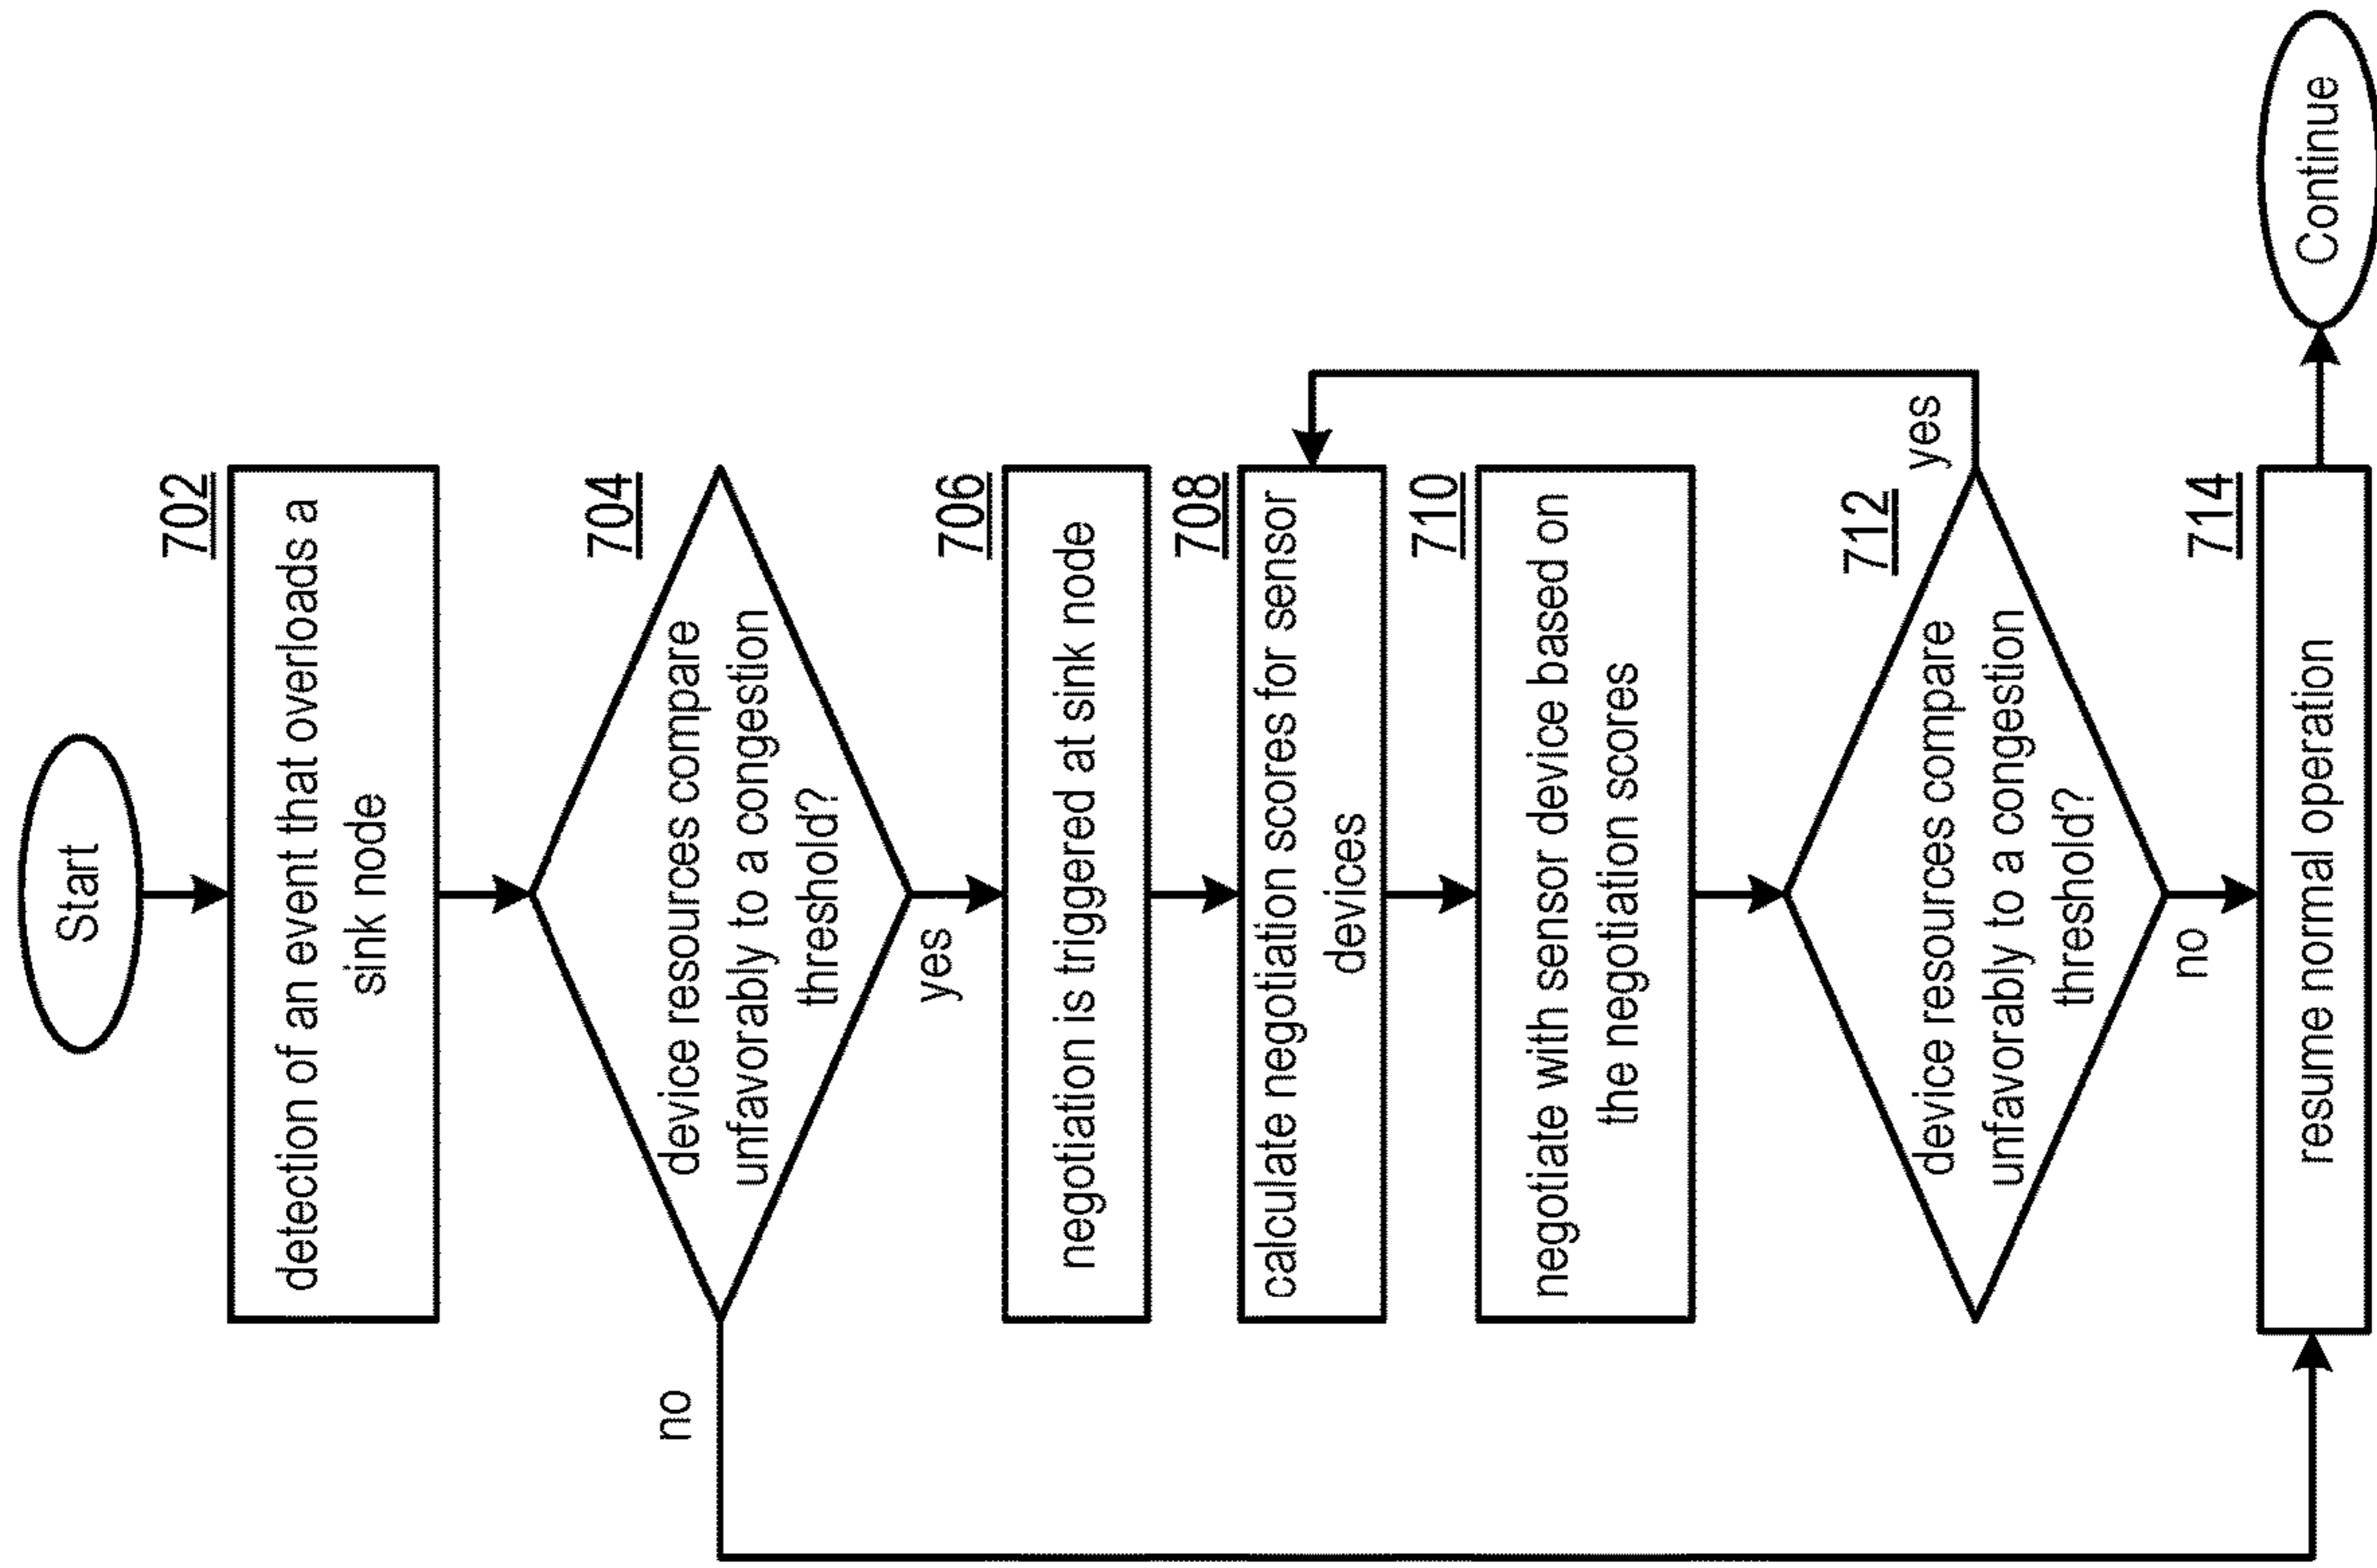 Start
702
detection of an event that overloads a
sink node
704
device resources compare
unfavorably to a congestion
threshold?
no
yes
706
negotiation is triggered at sink node
708
calculate negotiation scores for sensor
devices
710
negotiate with sensor device based on
the negotiation scores
712
device resources compare
unfavorably to a congestion
threshold?
yes
no
714
resume normal operation
Continue